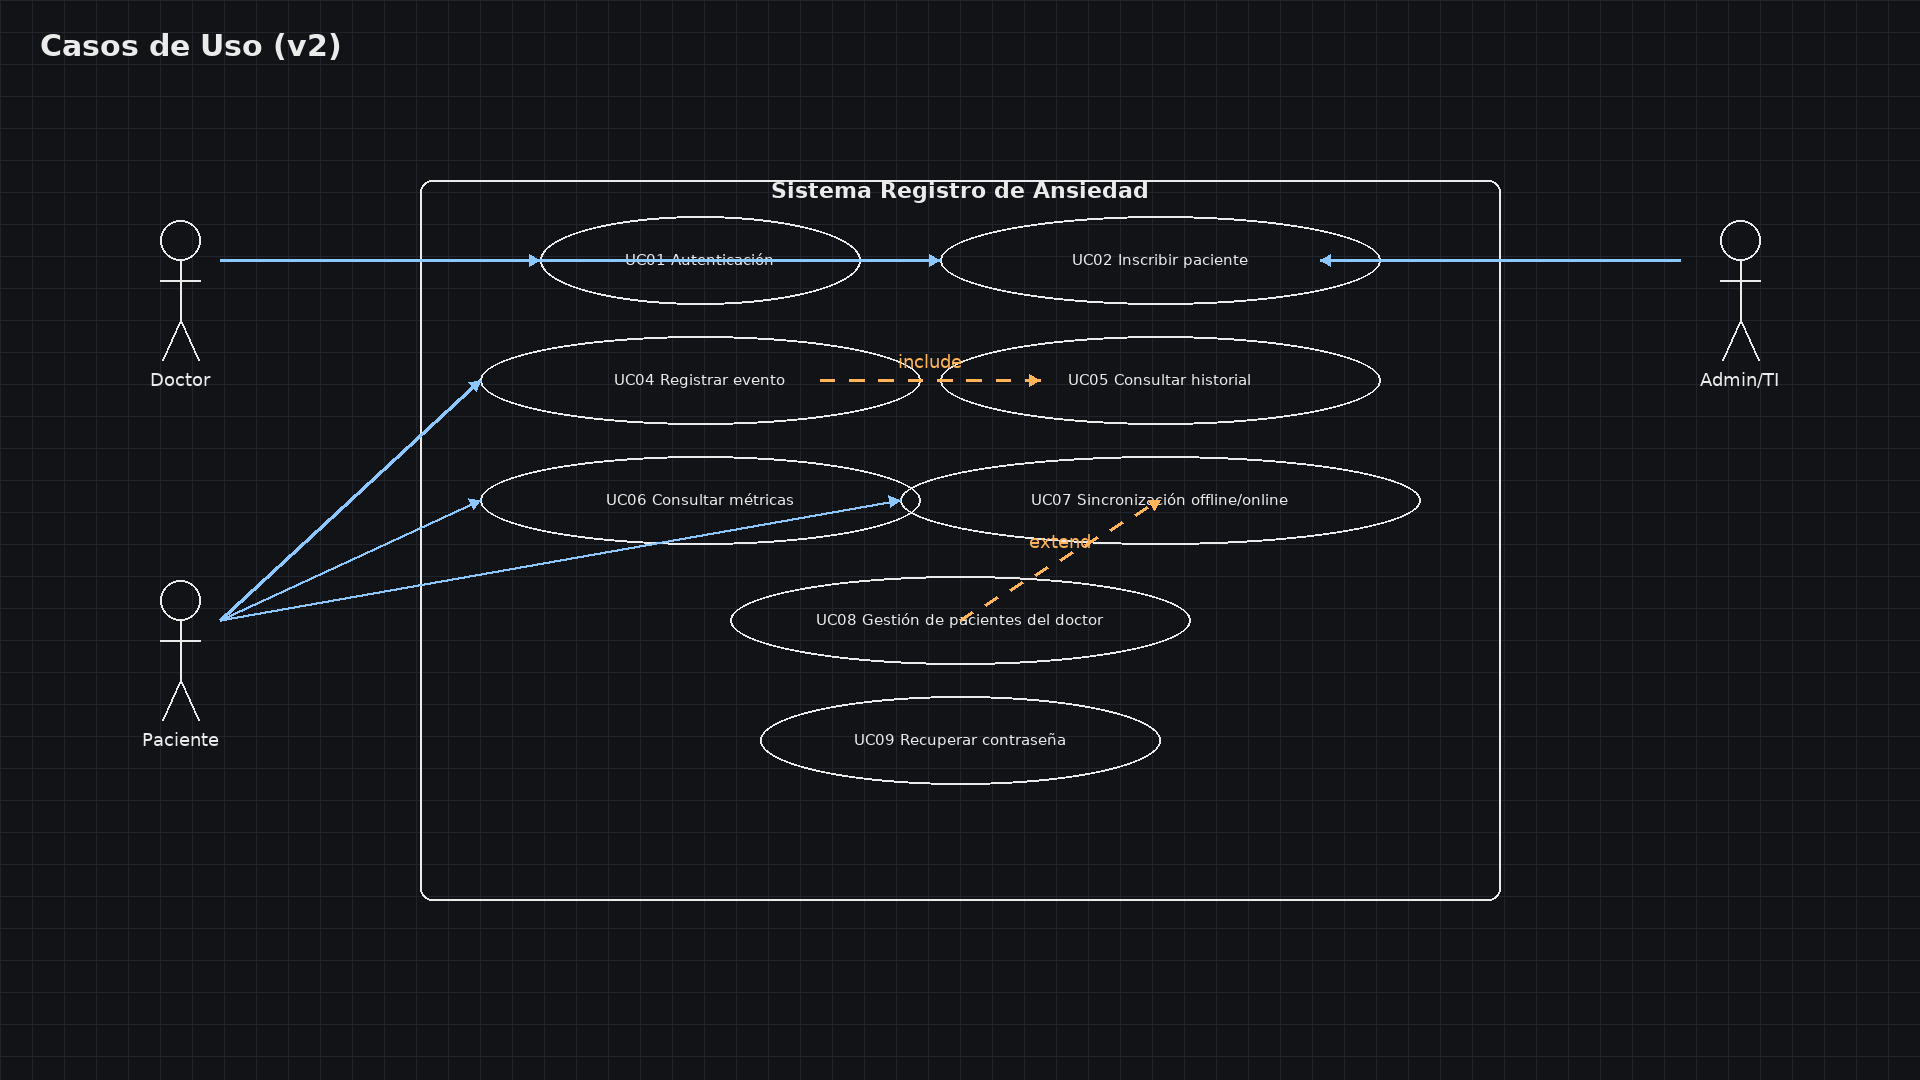 Casos de Uso (v2)
Sistema Registro de Ansiedad
UC01 Autenticación
UC02 Inscribir paciente
Doctor
Admin/TI
include
UC04 Registrar evento
UC05 Consultar historial
UC06 Consultar métricas
UC07 Sincronización offline/online
extend
UC08 Gestión de pacientes del doctor
Paciente
UC09 Recuperar contraseña